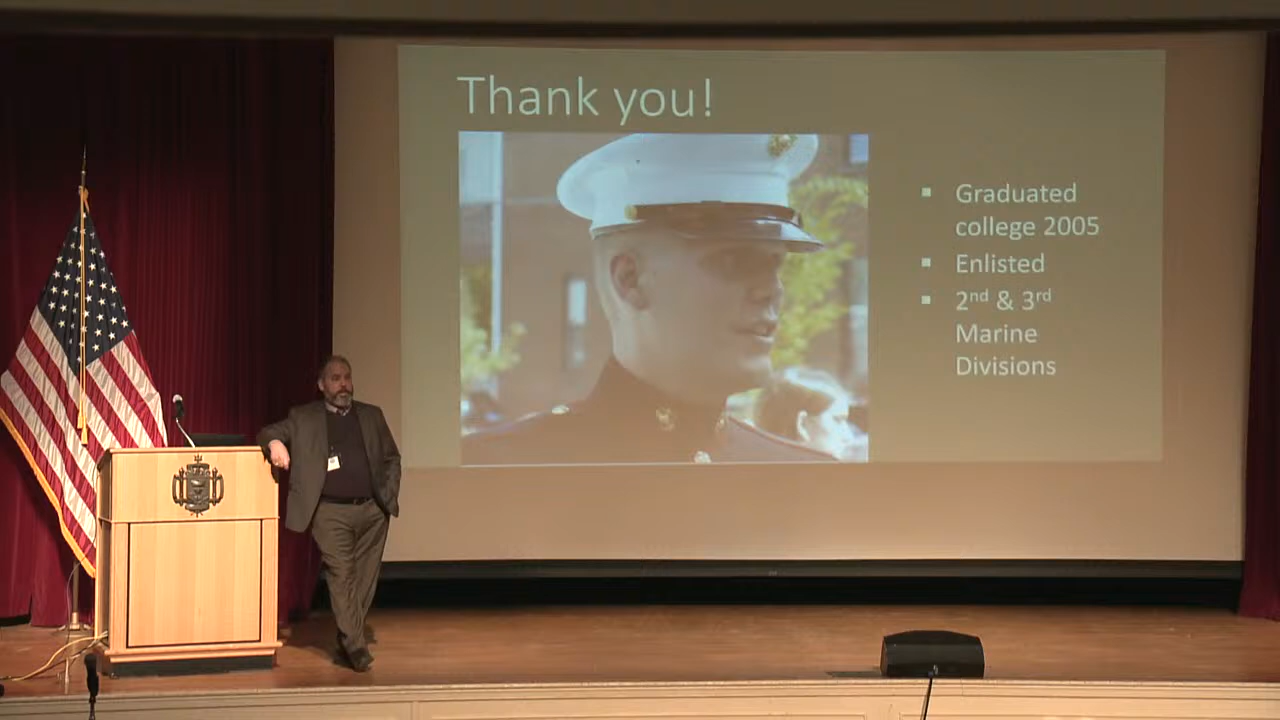 Thank you!
▪ Graduated
college 2005
▪ Enlisted
▪ 2nd & 3rd
Marine
Divisions